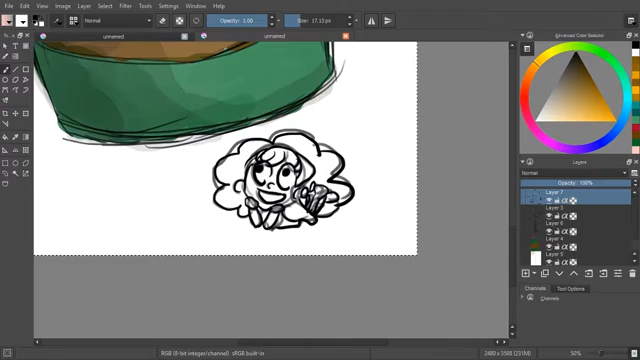 File Edit View Image Layer Select Filter Tools Settings Window Help
Normal Opacity: 1.00 Size: 17.13 px
unnamed unnamed
Advanced Color Selector
Layers
Normal
Opacity: 100%
Layer 7
Layer 3
Layer 6
Layer 4
Layer 5
Channels Tool Options
Channels
RGB (8-bit integer/channel) sRGB built-in 2480 x 3508 (231M) 50%